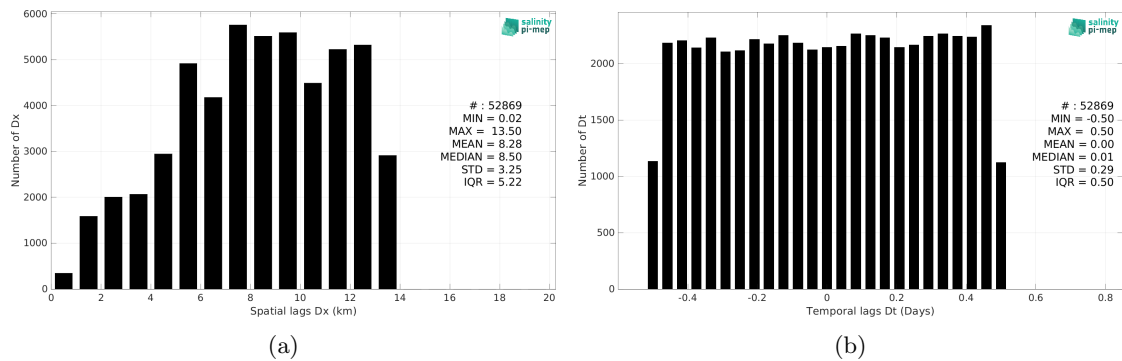 6000
5000
4000
3000
2000
1000
0
Number of Dx
salinity
pi-mep
# : 52869
MIN = 0.02
MAX = 13.50
MEAN = 8.28
MEDIAN = 8.50
STD = 3.25
IQR = 5.22
0 2 4 6 8 10 12 14 16 18 20
Spatial lags Dx (km)
(a)
2000
1500
1000
500
0
Number of Dt
salinity
pi-mep
# : 52869
MIN = -0.50
MAX = 0.50
MEAN = 0.00
MEDIAN = 0.01
STD = 0.29
IQR = 0.50
-0.4 -0.2 0 0.2 0.4 0.6 0.8
Temporal lags Dt (Days)
(b)